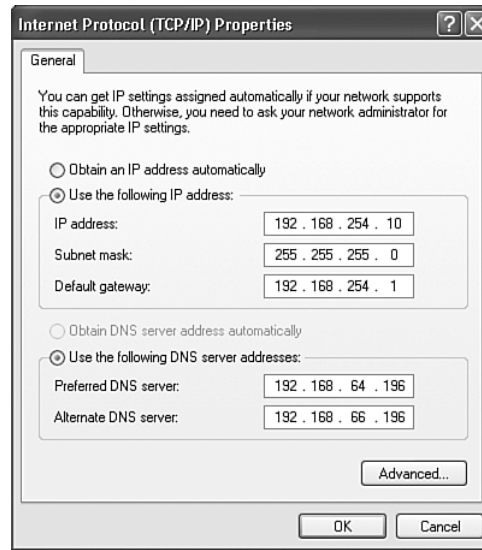 Internet Protocol (TCP/IP) Properties
General
You can get IP settings assigned automatically if your network supports
this capability. Otherwise, you need to ask your network administrator for
the appropriate IP settings.
Obtain an IP address automatically
Use the following IP address:
IP address: 192 . 168 . 254 . 10
Subnet mask: 255 . 255 . 255 . 0
Default gateway: 192 . 168 . 254 . 1
Obtain DNS server address automatically
Use the following DNS server addresses:
Preferred DNS server: 192 . 168 . 64 . 196
Alternate DNS server: 192 . 168 . 66 . 196
Advanced...
OK Cancel